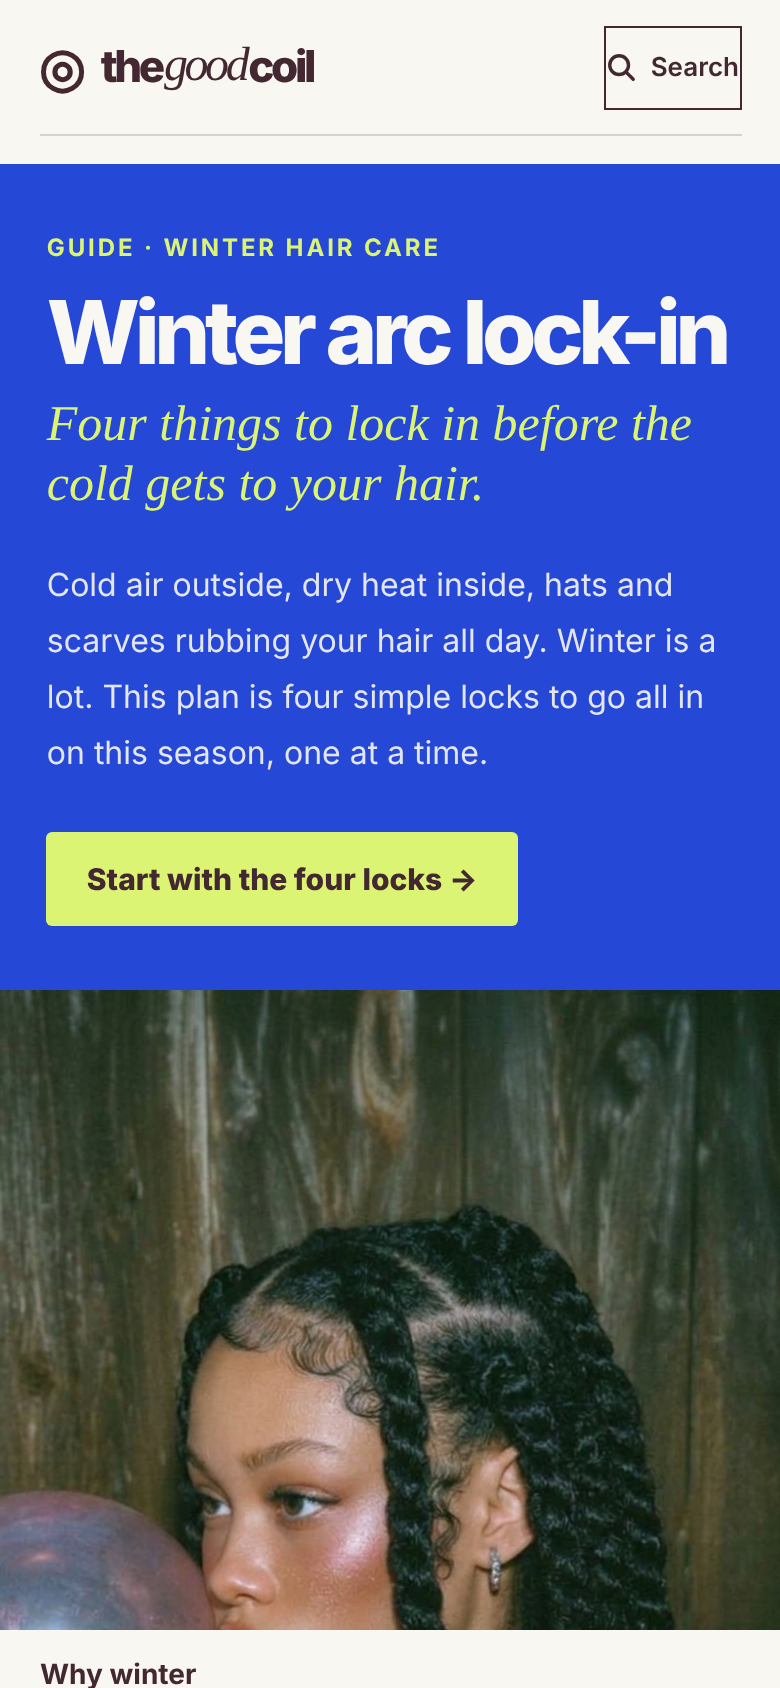 thegoodcoil
Search
GUIDE · WINTER HAIR CARE
Winter arc lock-in
Four things to lock in before the
cold gets to your hair.
Cold air outside, dry heat inside, hats and
scarves rubbing your hair all day. Winter is a
lot. This plan is four simple locks to go all in
on this season, one at a time.
Start with the four locks →
Why winter